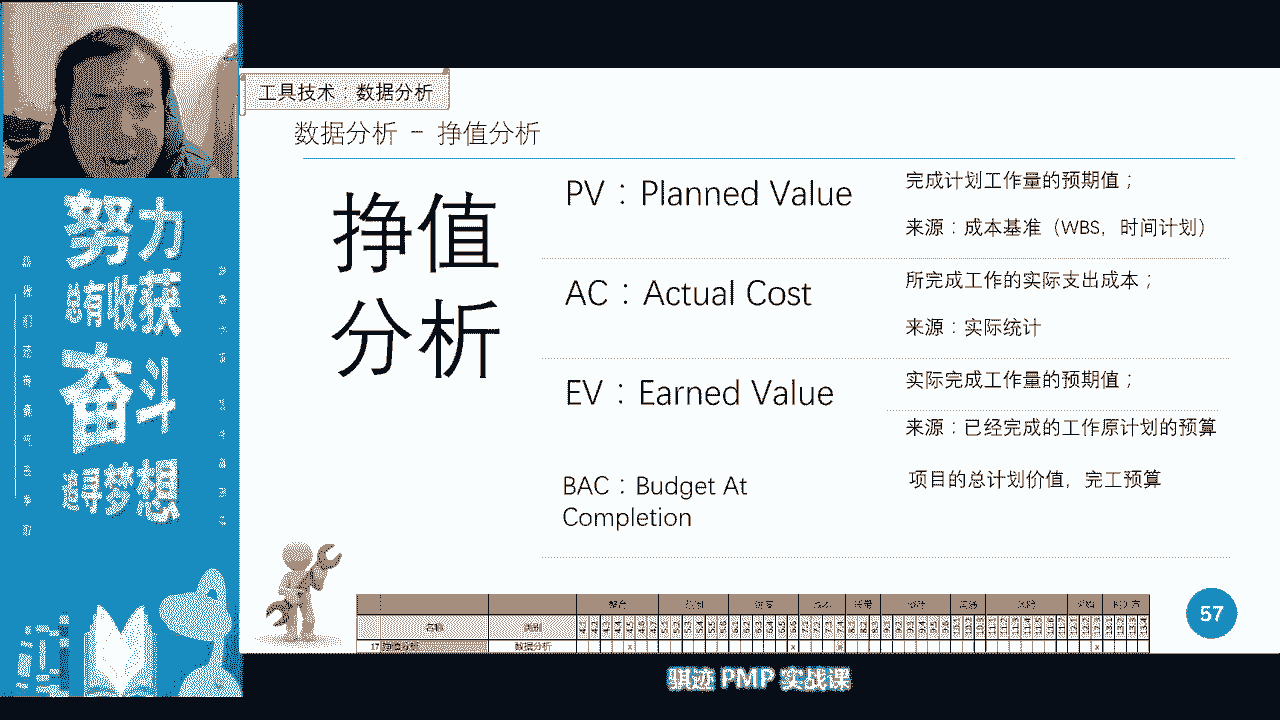 工具技术：数据分析
数据分析 - 挣值分析
挣值
分析
PV：Planned Value
完成计划工作量的预期值；
来源：成本基准（WBS，时间计划）
AC：Actual Cost
所完成工作的实际支出成本；
来源：实际统计
EV：Earned Value
实际完成工作量的预期值；
来源：已经完成的工作原计划的预算
BAC：Budget At
Completion
项目的总计划价值，完工预算
努力
总有收获
奋斗
追寻梦想
名称
类别
17 挣值分析 数据分析
57
骐迹 PMP 实战课